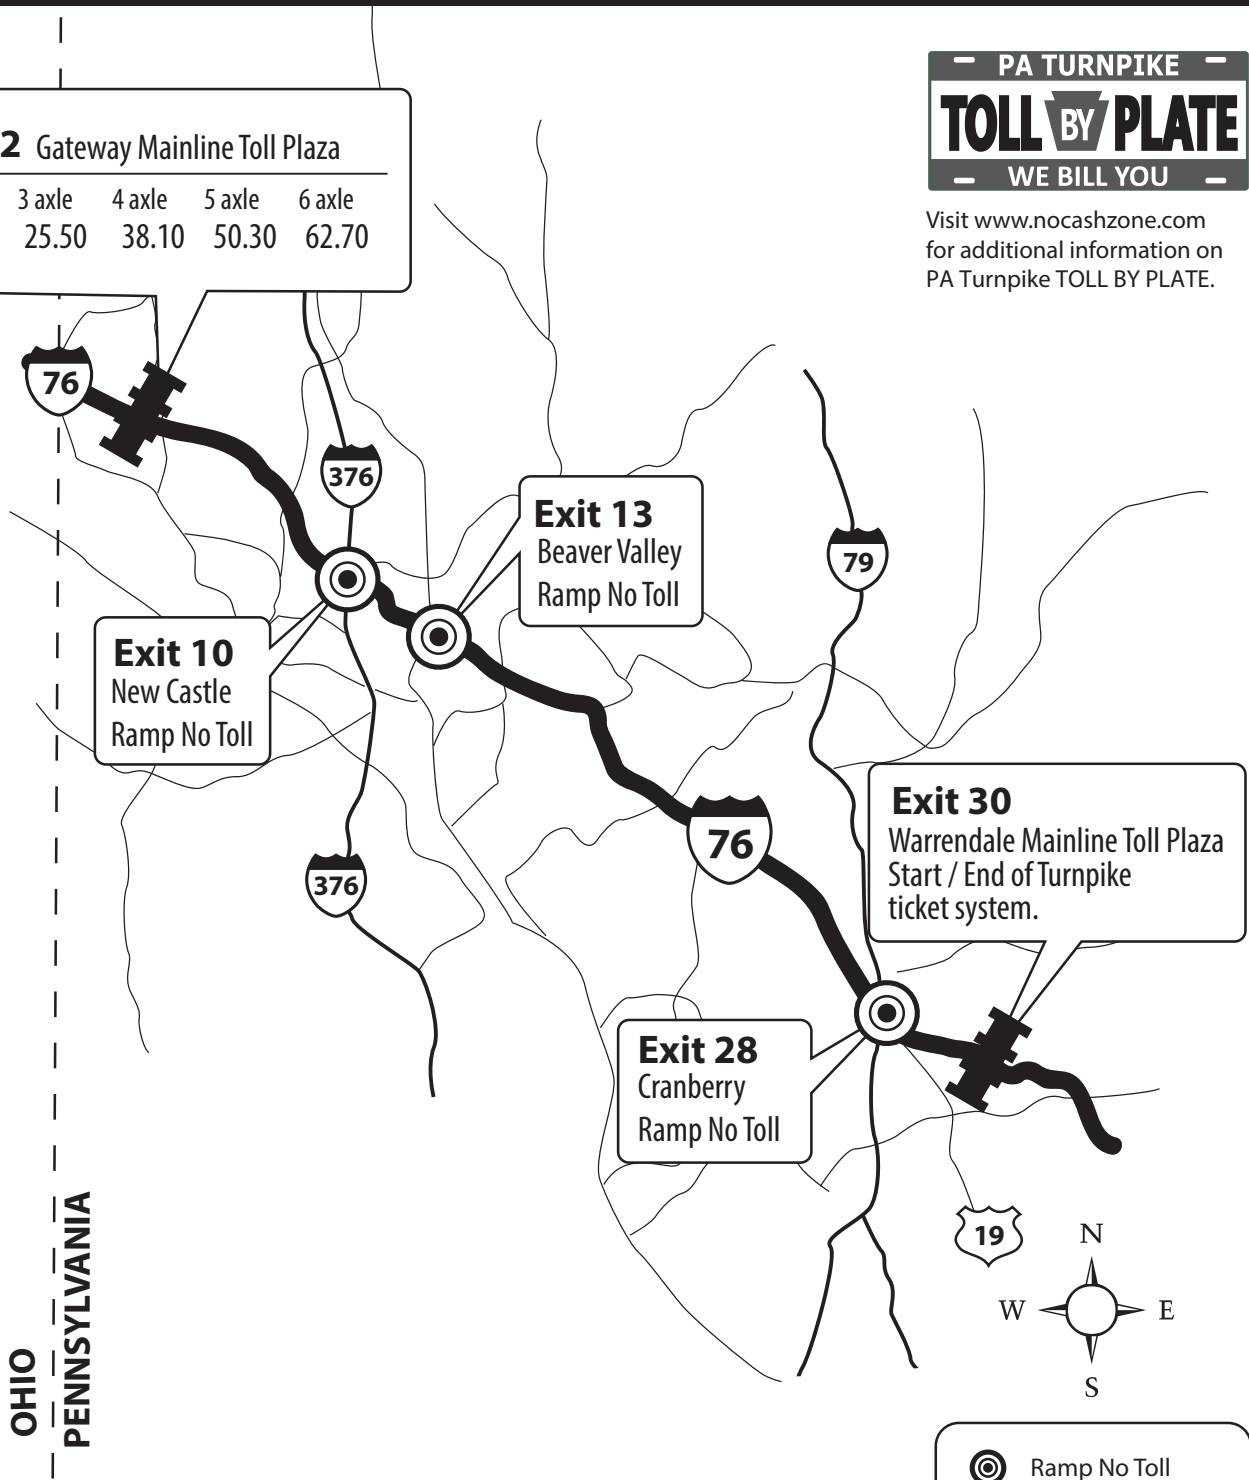 PA TURNPIKE
TOLL BY PLATE
WE BILL YOU
Visit www.nocashzone.com
for additional information on
PA Turnpike TOLL BY PLATE.
2 Gateway Mainline Toll Plaza
3 axle 4 axle 5 axle 6 axle
25.50 38.10 50.30 62.70
76
376
Exit 13
Beaver Valley
Ramp No Toll
79
Exit 10
New Castle
Ramp No Toll
376
76
Exit 30
Warrendale Mainline Toll Plaza
Start / End of Turnpike
ticket system.
Exit 28
Cranberry
Ramp No Toll
19
N
W E
S
OHIO
PENNSYLVANIA
Ramp No Toll